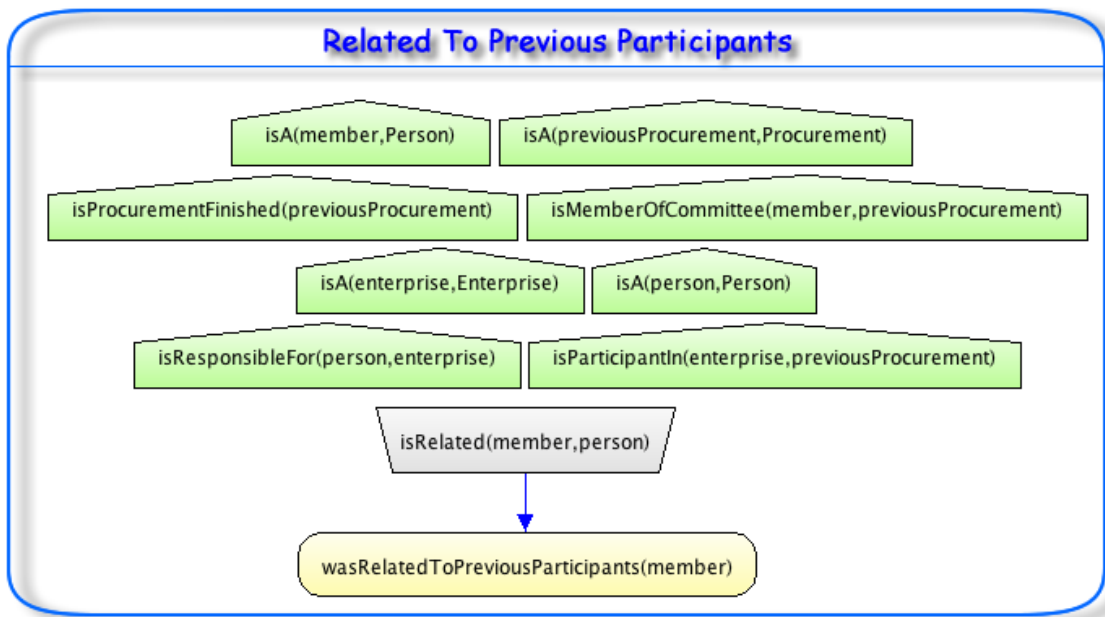 Related To Previous Participants
isA(member,Person) isA(previousProcurement,Procurement)
isProcurementFinished(previousProcurement) isMemberOfCommittee(member,previousProcurement)
isA(enterprise,Enterprise) isA(person,Person)
isResponsibleFor(person,enterprise) isParticipantIn(enterprise,previousProcurement)
isRelated(member,person)
wasRelatedToPreviousParticipants(member)